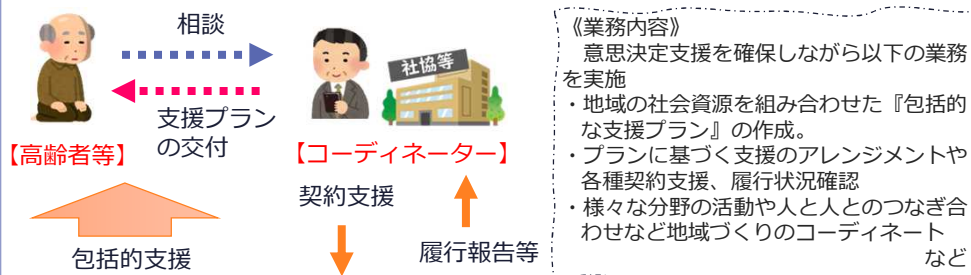 相談
支援プラン
の交付
【高齢者等】
社協等
【コーディネーター】
契約支援
履行報告等
包括的支援
《業務内容》
意思決定支援を確保しながら以下の業務
を実施
・地域の社会資源を組み合わせた『包括的
な支援プラン』の作成。
・プランに基づく支援のアレンジメントや
各種契約支援、履行状況確認
・様々な分野の活動や人と人とのつなぎ合
わせなど地域づくりのコーディネート
など